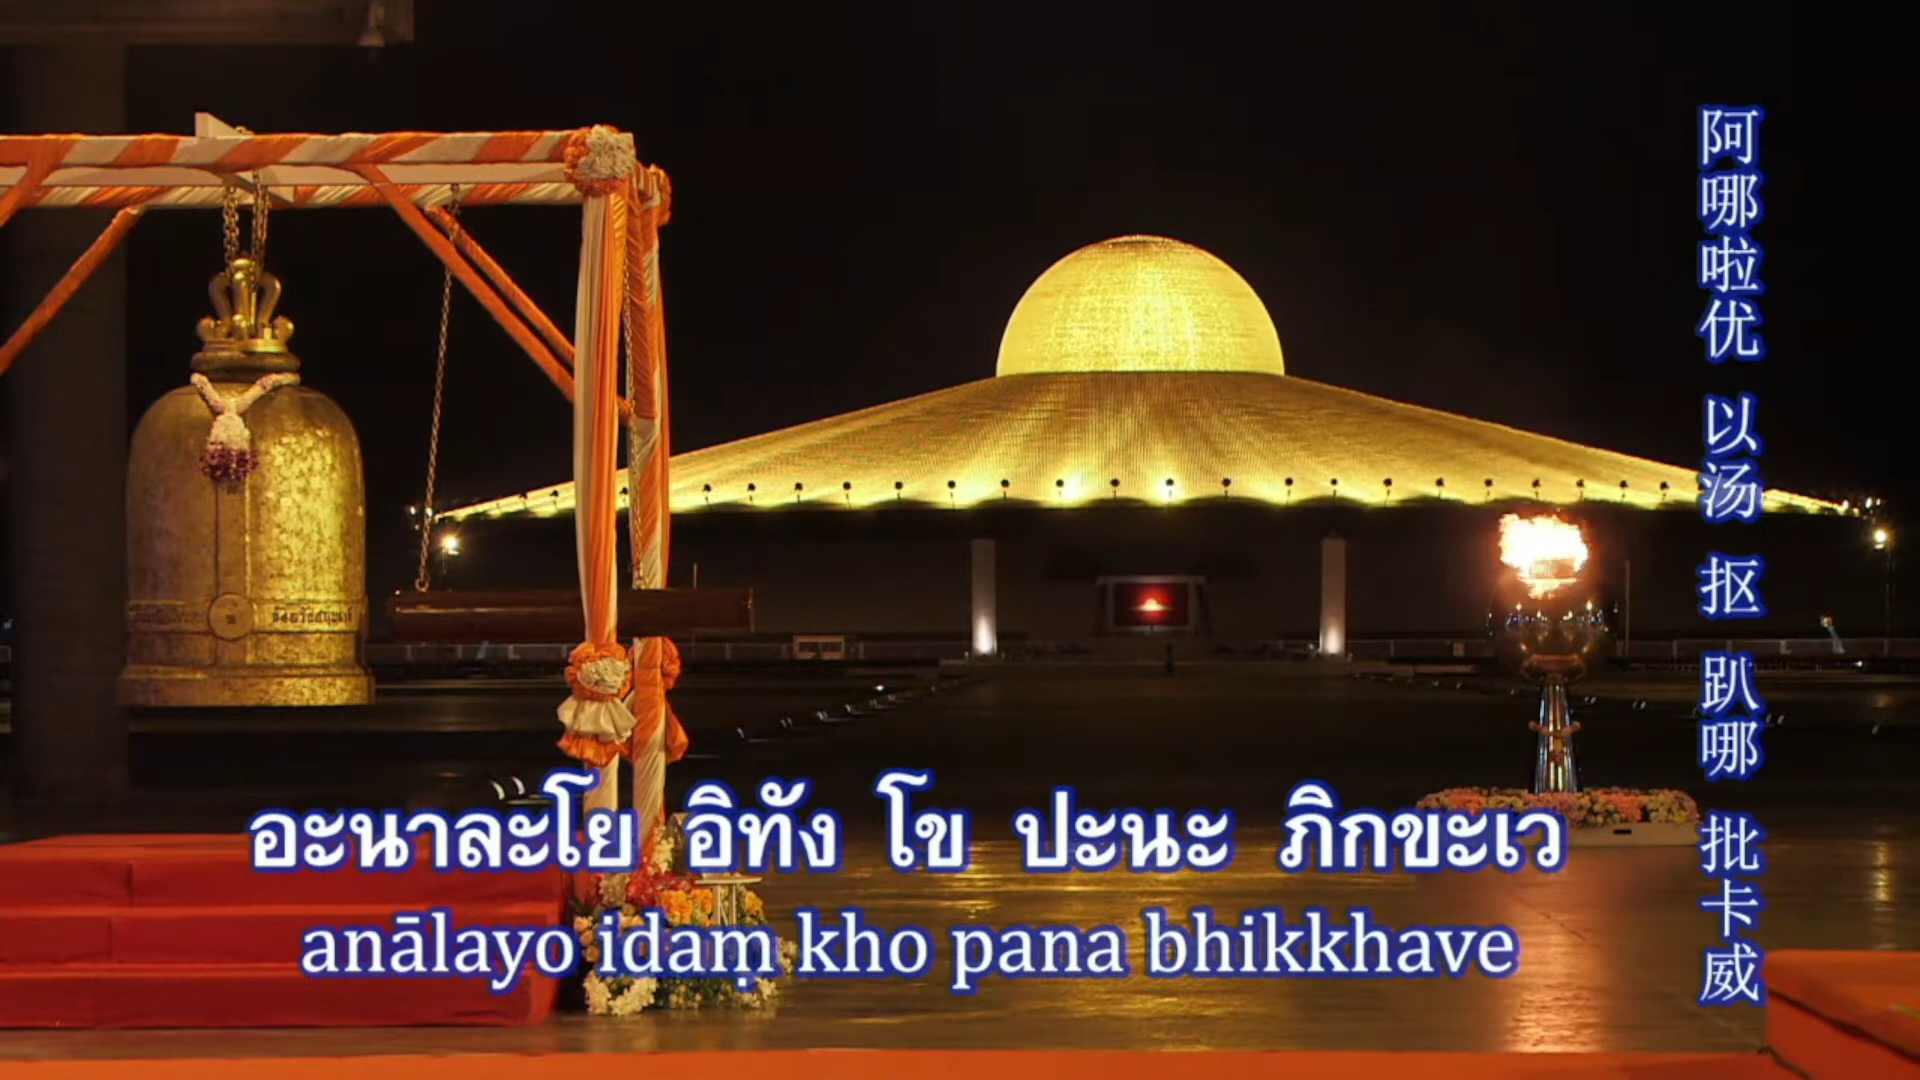 อะนาละโย อิทัง โข ปะนะ ภิกขะเว
anālayo idaṃ kho pana bhikkhave
阿哪啦优 以汤 抠 趴哪 批卡威